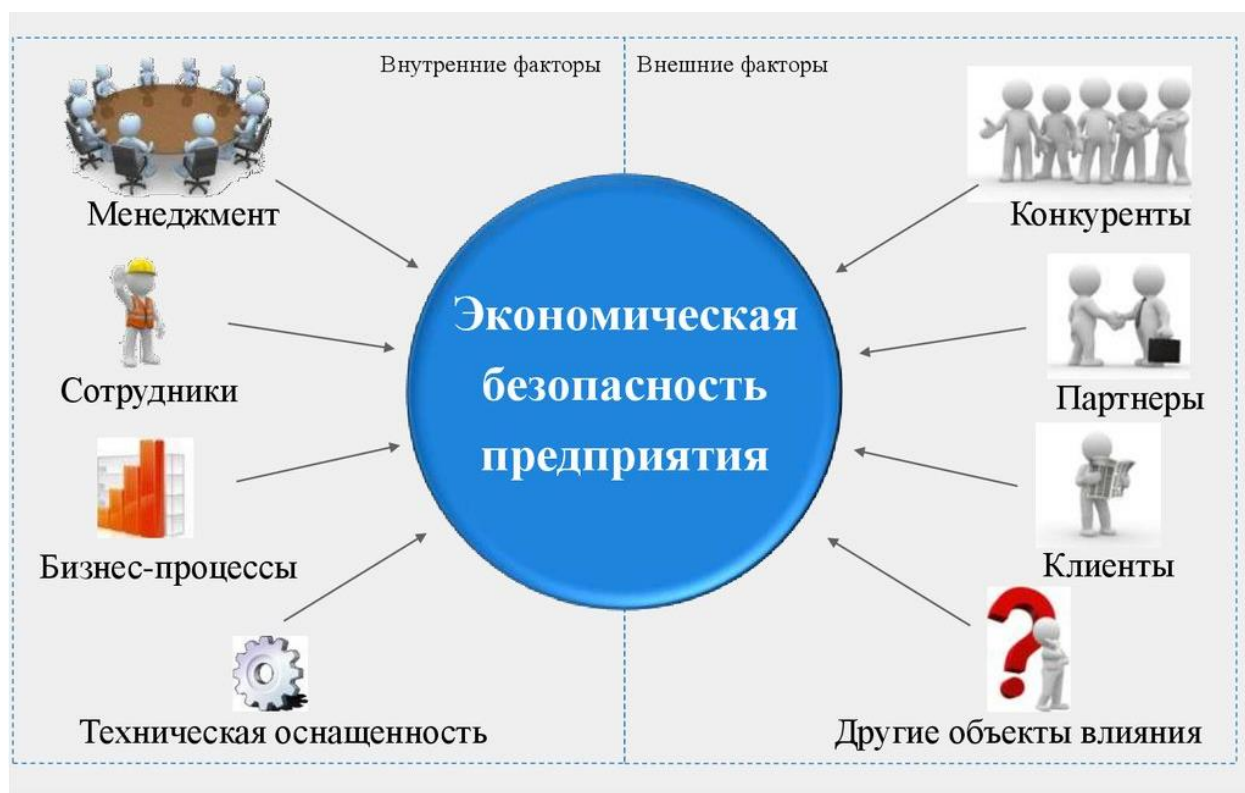 Внутренние факторы
Внешние факторы
Менеджмент
Сотрудники
Бизнес-процессы
Техническая оснащенность
Экономическая
безопасность
предприятия
Конкуренты
Партнеры
Клиенты
Другие объекты влияния